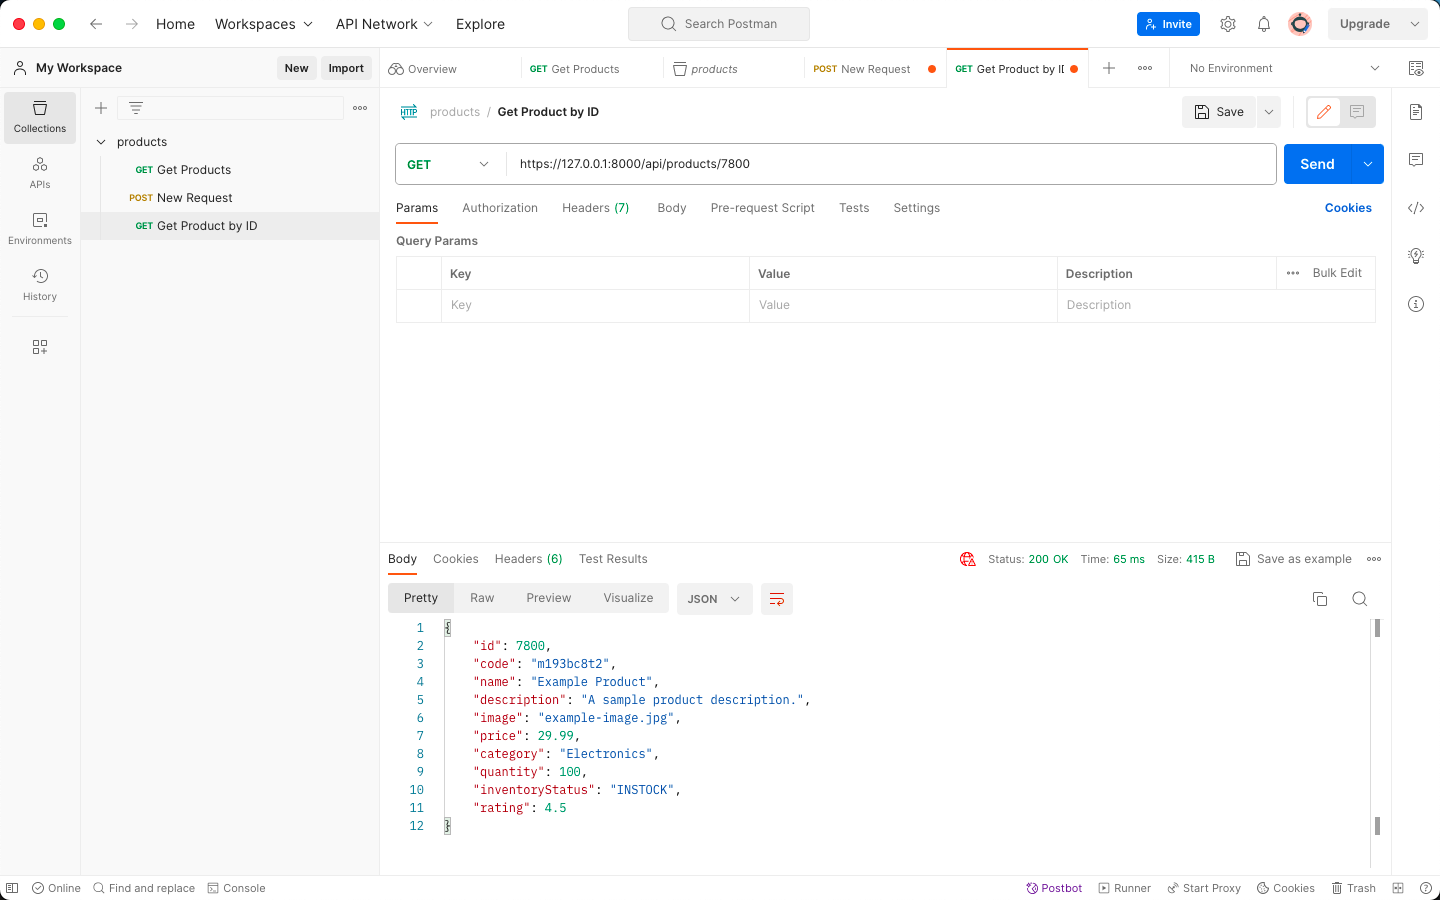 Home Workspaces API Network Explore Search Postman Invite Upgrade
My Workspace New Import Overview GET Get Products products POST New Request GET Get Product by ID No Environment
Collections
APIs
Environments
History
products
GET Get Products
POST New Request
GET Get Product by ID
HTTP products / Get Product by ID Save
GET https://127.0.0.1:8000/api/products/7800 Send
Params Authorization Headers (7) Body Pre-request Script Tests Settings Cookies
Query Params
Key Value Description Bulk Edit
Key Value Description
Body Cookies Headers (6) Test Results Status: 200 OK Time: 65 ms Size: 415 B Save as example
Pretty Raw Preview Visualize JSON
1 {
2 "id": 7800,
3 "code": "m193bc8t2",
4 "name": "Example Product",
5 "description": "A sample product description.",
6 "image": "example-image.jpg",
7 "price": 29.99,
8 "category": "Electronics",
9 "quantity": 100,
10 "inventoryStatus": "INSTOCK",
11 "rating": 4.5
12 }
Online Find and replace Console Postbot Runner Start Proxy Cookies Trash